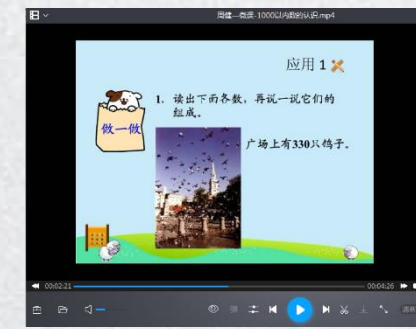 周健—微课-1000以内数的认识.mp4
应用 1
1. 读出下面各数，再说一说它们的
组成。
做一做
广场上有330只鸽子。
00:02:21
00:04:26